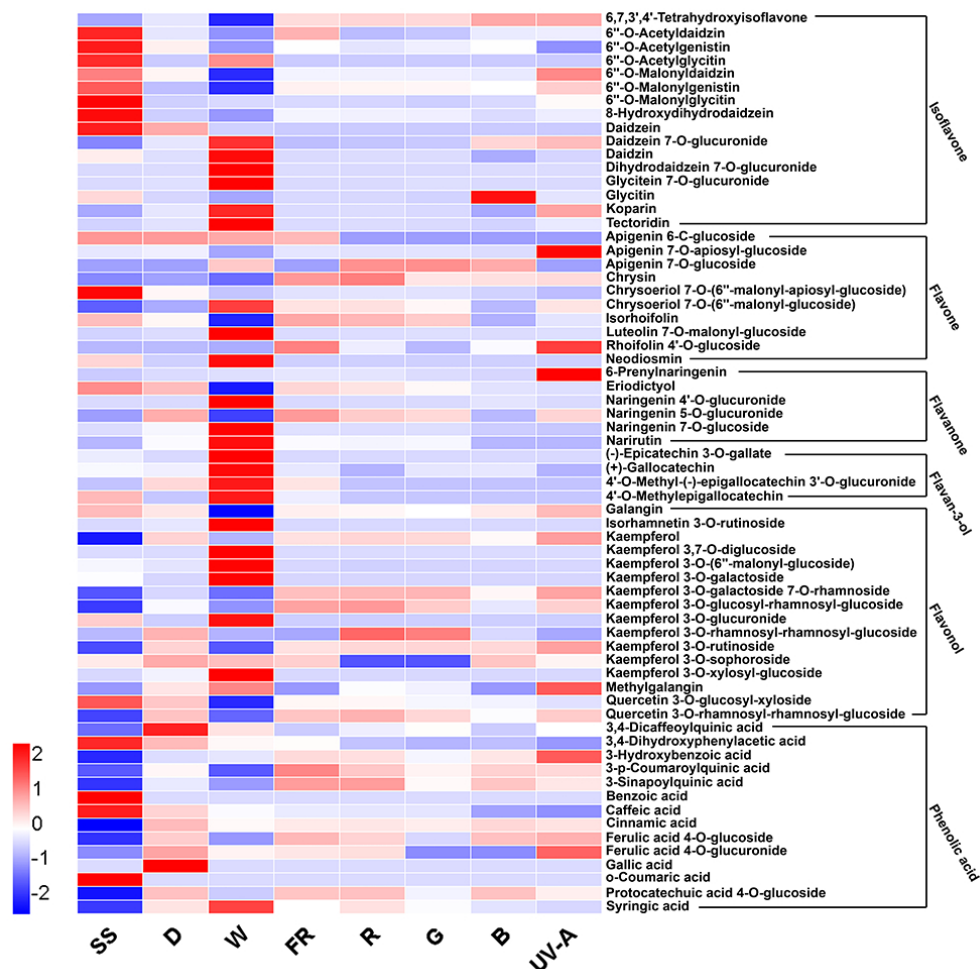 6,7,3',4'-Tetrahydroxyisoflavone
6"-O-Acetyldaidzin
6"-O-Acetylgenistin
6"-O-Acetylglycitin
6"-O-Malonyldaidzin
6"-O-Malonylgenistin
6"-O-Malonylglycitin
8-Hydroxydihydrodaidzein
Daidzein
Daidzein 7-O-glucuronide
Daidzin
Dihydrodaidzein 7-O-glucuronide
Glycitein 7-O-glucuronide
Glycitin
Koparin
Tectoridin
Isoflavone
Apigenin 6-C-glucoside
Apigenin 7-O-apiosyl-glucoside
Apigenin 7-O-glucoside
Chrysin
Chrysoeriol 7-O-(6"-malonyl-apiosyl-glucoside)
Chrysoeriol 7-O-(6"-malonyl-glucoside)
Isorhoifolin
Luteolin 7-O-malonyl-glucoside
Rhoifolin 4'-O-glucoside
Neodiosmin
Flavone
6-Prenylnaringenin
Eriodictyol
Naringenin 4'-O-glucuronide
Naringenin 5-O-glucuronide
Naringenin 7-O-glucoside
Narirutin
Flavanone
(-)-Epicatechin 3-O-gallate
(+)-Gallocatechin
4'-O-Methyl-(-)-epigallocatechin 3'-O-glucuronide
4'-O-Methylepigallocatechin
Flavan-3-ol
Galangin
Isorhamnetin 3-O-rutinoside
Kaempferol
Kaempferol 3,7-O-diglucoside
Kaempferol 3-O-(6"-malonyl-glucoside)
Kaempferol 3-O-galactoside
Kaempferol 3-O-galactoside 7-O-rhamnoside
Kaempferol 3-O-glucosyl-rhamnosyl-glucoside
Kaempferol 3-O-glucuronide
Kaempferol 3-O-rhamnosyl-rhamnosyl-glucoside
Kaempferol 3-O-rutinoside
Kaempferol 3-O-sophoroside
Kaempferol 3-O-xylosyl-glucoside
Methylgalangin
Quercetin 3-O-glucosyl-xyloside
Quercetin 3-O-rhamnosyl-rhamnosyl-glucoside
Flavonol
3,4-Dicaffeoylquinic acid
3,4-Dihydroxyphenylacetic acid
3-Hydroxybenzoic acid
3-p-Coumaroylquinic acid
3-Sinapoylquinic acid
Benzoic acid
Caffeic acid
Cinnamic acid
Ferulic acid 4-O-glucoside
Ferulic acid 4-O-glucuronide
Gallic acid
o-Coumaric acid
Protocatechuic acid 4-O-glucoside
Syringic acid
Phenolic acid
2
1
0
-1
-2
SS
D
W
FR
R
G
B
UV-A